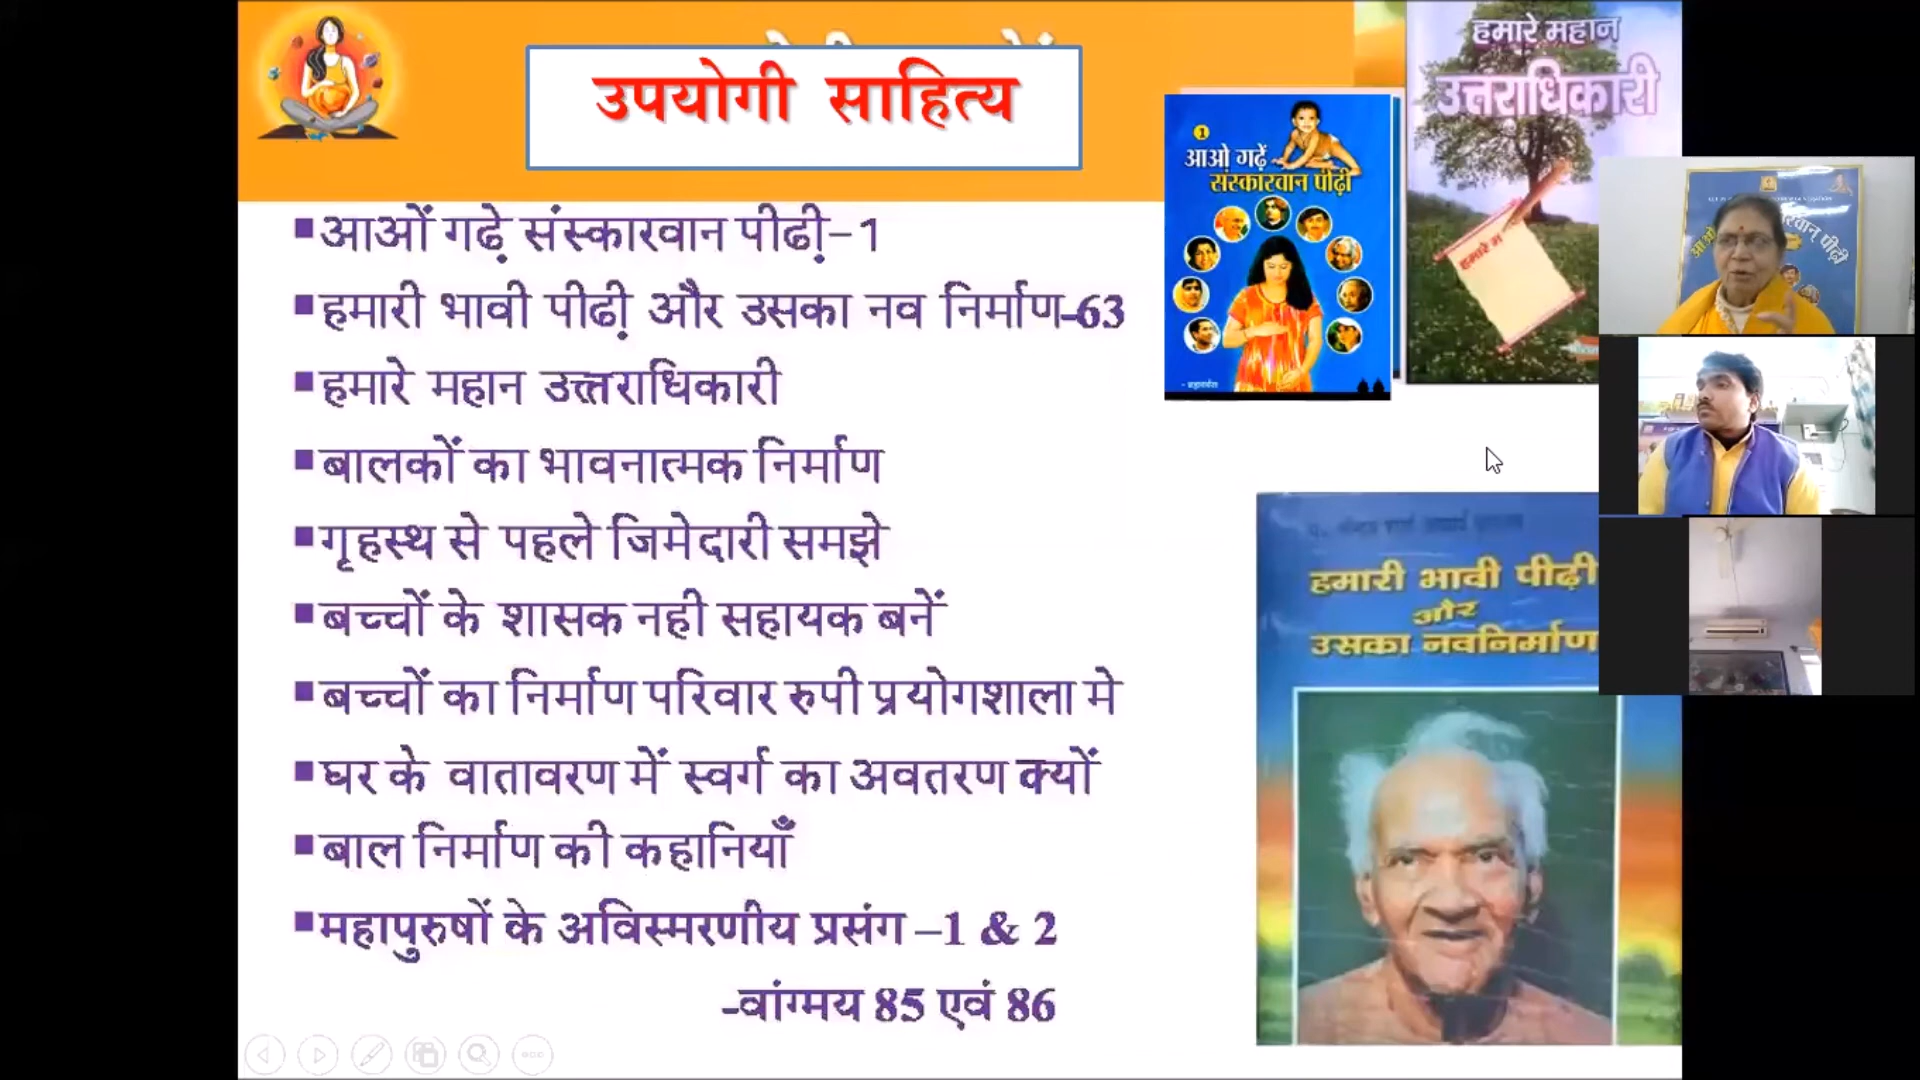 उपयोगी साहित्य
▪आओं गढ़े संस्कारवान पीढी़–1
▪हमारी भावी पीढी़ और उसका नव निर्माण-63
▪हमारे महान उत्तराधिकारी
▪बालकों का भावनात्मक निर्माण
▪गृहस्थ से पहले जिमेदारी समझे
▪बच्चों के शासक नही सहायक बनें
▪बच्चों का निर्माण परिवार रुपी प्रयोगशाला मे
▪घर के वातावरण में स्वर्ग का अवतरण क्यों
▪बाल निर्माण की कहानियाँ
▪महापुरुषों के अविस्मरणीय प्रसंग –1 & 2
-वांग्मय 85 एवं 86
1
आओ गढ़ें
संस्कारवान पीढ़ी
हमारे महान
उत्तराधिकारी
हमारे म
हमारी भावी पीढ़ी
और
उसका नवनिर्माण